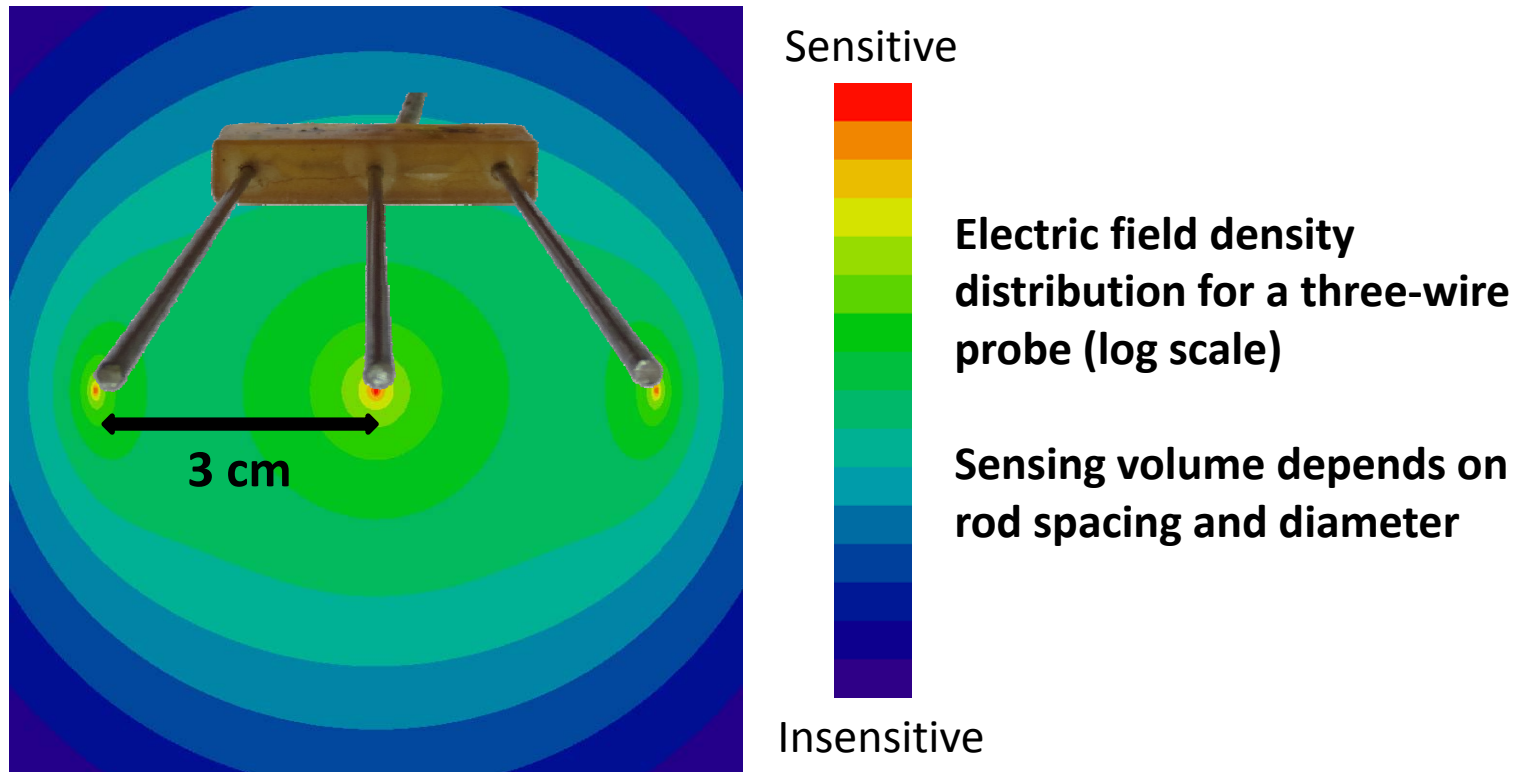 Sensitive
Electric field density
distribution for a three-wire
probe (log scale)
3 cm
Sensing volume depends on
rod spacing and diameter
Insensitive